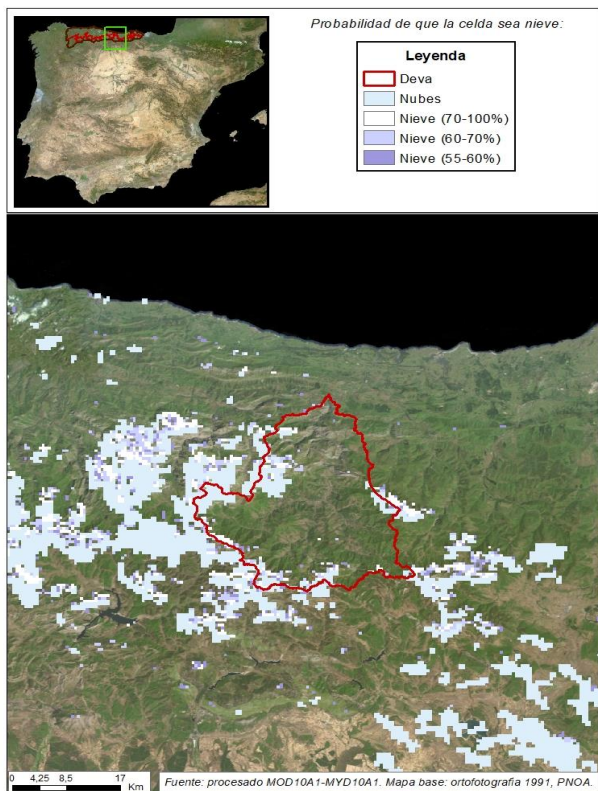 Probabilidad de que la celda sea nieve:
Leyenda
Deva
Nubes
Nieve (70-100%)
Nieve (60-70%)
Nieve (55-60%)
0 4,25 8,5 17
Km
Fuente: procesado MOD10A1-MYD10A1. Mapa base: ortofotografia 1991, PNOA.